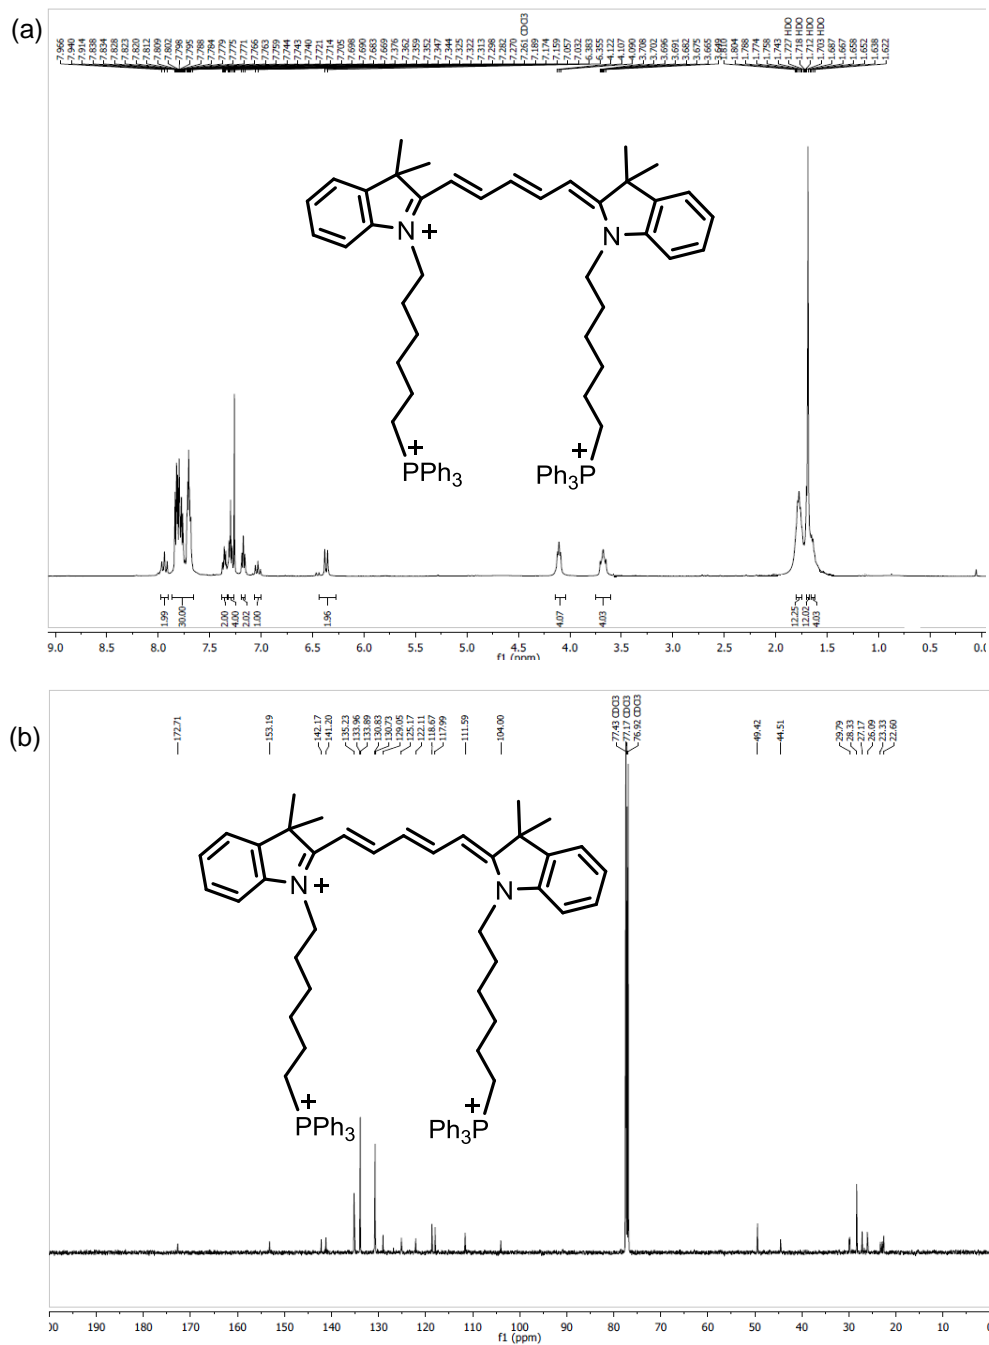 (a)
7.966 7.940 7.914 7.838 7.834 7.828 7.823 7.820 7.812 7.809 7.802 7.798 7.795 7.788 7.784 7.779 7.775 7.771 7.766 7.763 7.759 7.744 7.743 7.740 7.721 7.714 7.705 7.698 7.690 7.683 7.669 7.376 7.362 7.359 7.352 7.347 7.344 7.325 7.322 7.313 7.298 7.282 7.270 7.261 CDCl3 7.189 7.174 7.159 7.057 7.032 6.383 6.355 4.122 4.107 4.090 3.708 3.702 3.696 3.691 3.682 3.675 3.665 3.649 1.810 1.804 1.788 1.774 1.758 1.743 1.727 HDO 1.718 HDO 1.712 HDO 1.703 HDO 1.687 1.667 1.658 1.652 1.638 1.622
N + N
+ +
PPh3 Ph3P
1.99 30.00 2.00 4.00 2.02 1.00 1.96 4.07 4.03 12.25 12.02 4.03
9.0 8.5 8.0 7.5 7.0 6.5 6.0 5.5 5.0 4.5 4.0 3.5 3.0 2.5 2.0 1.5 1.0 0.5 0.0
f1 (ppm)
(b)
172.71 153.19 142.17 141.20 135.23 133.96 133.89 130.83 130.73 129.05 125.17 122.11 118.67 117.99 111.59 104.00 77.43 CDCl3 77.17 CDCl3 76.92 CDCl3 49.42 44.51 29.79 28.33 27.17 26.09 23.33 22.60
N + N
+ +
PPh3 Ph3P
00 190 180 170 160 150 140 130 120 110 100 90 80 70 60 50 40 30 20 10 0
f1 (ppm)